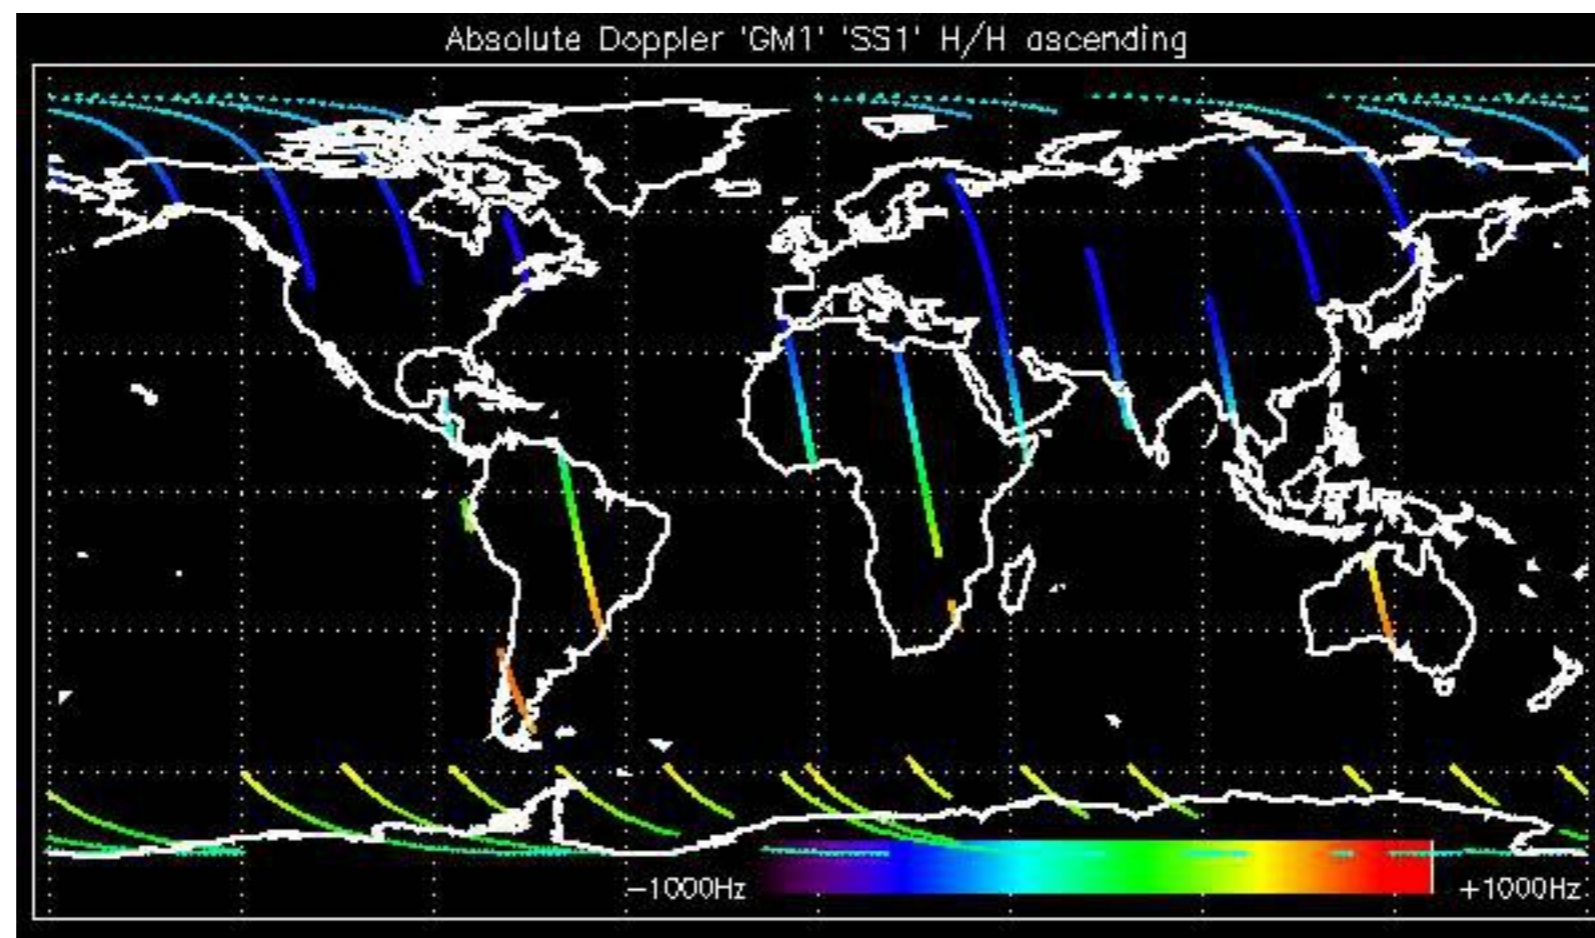 Absolute Doppler 'GM1' 'SS1' H/H ascending
−1000Hz
+1000Hz